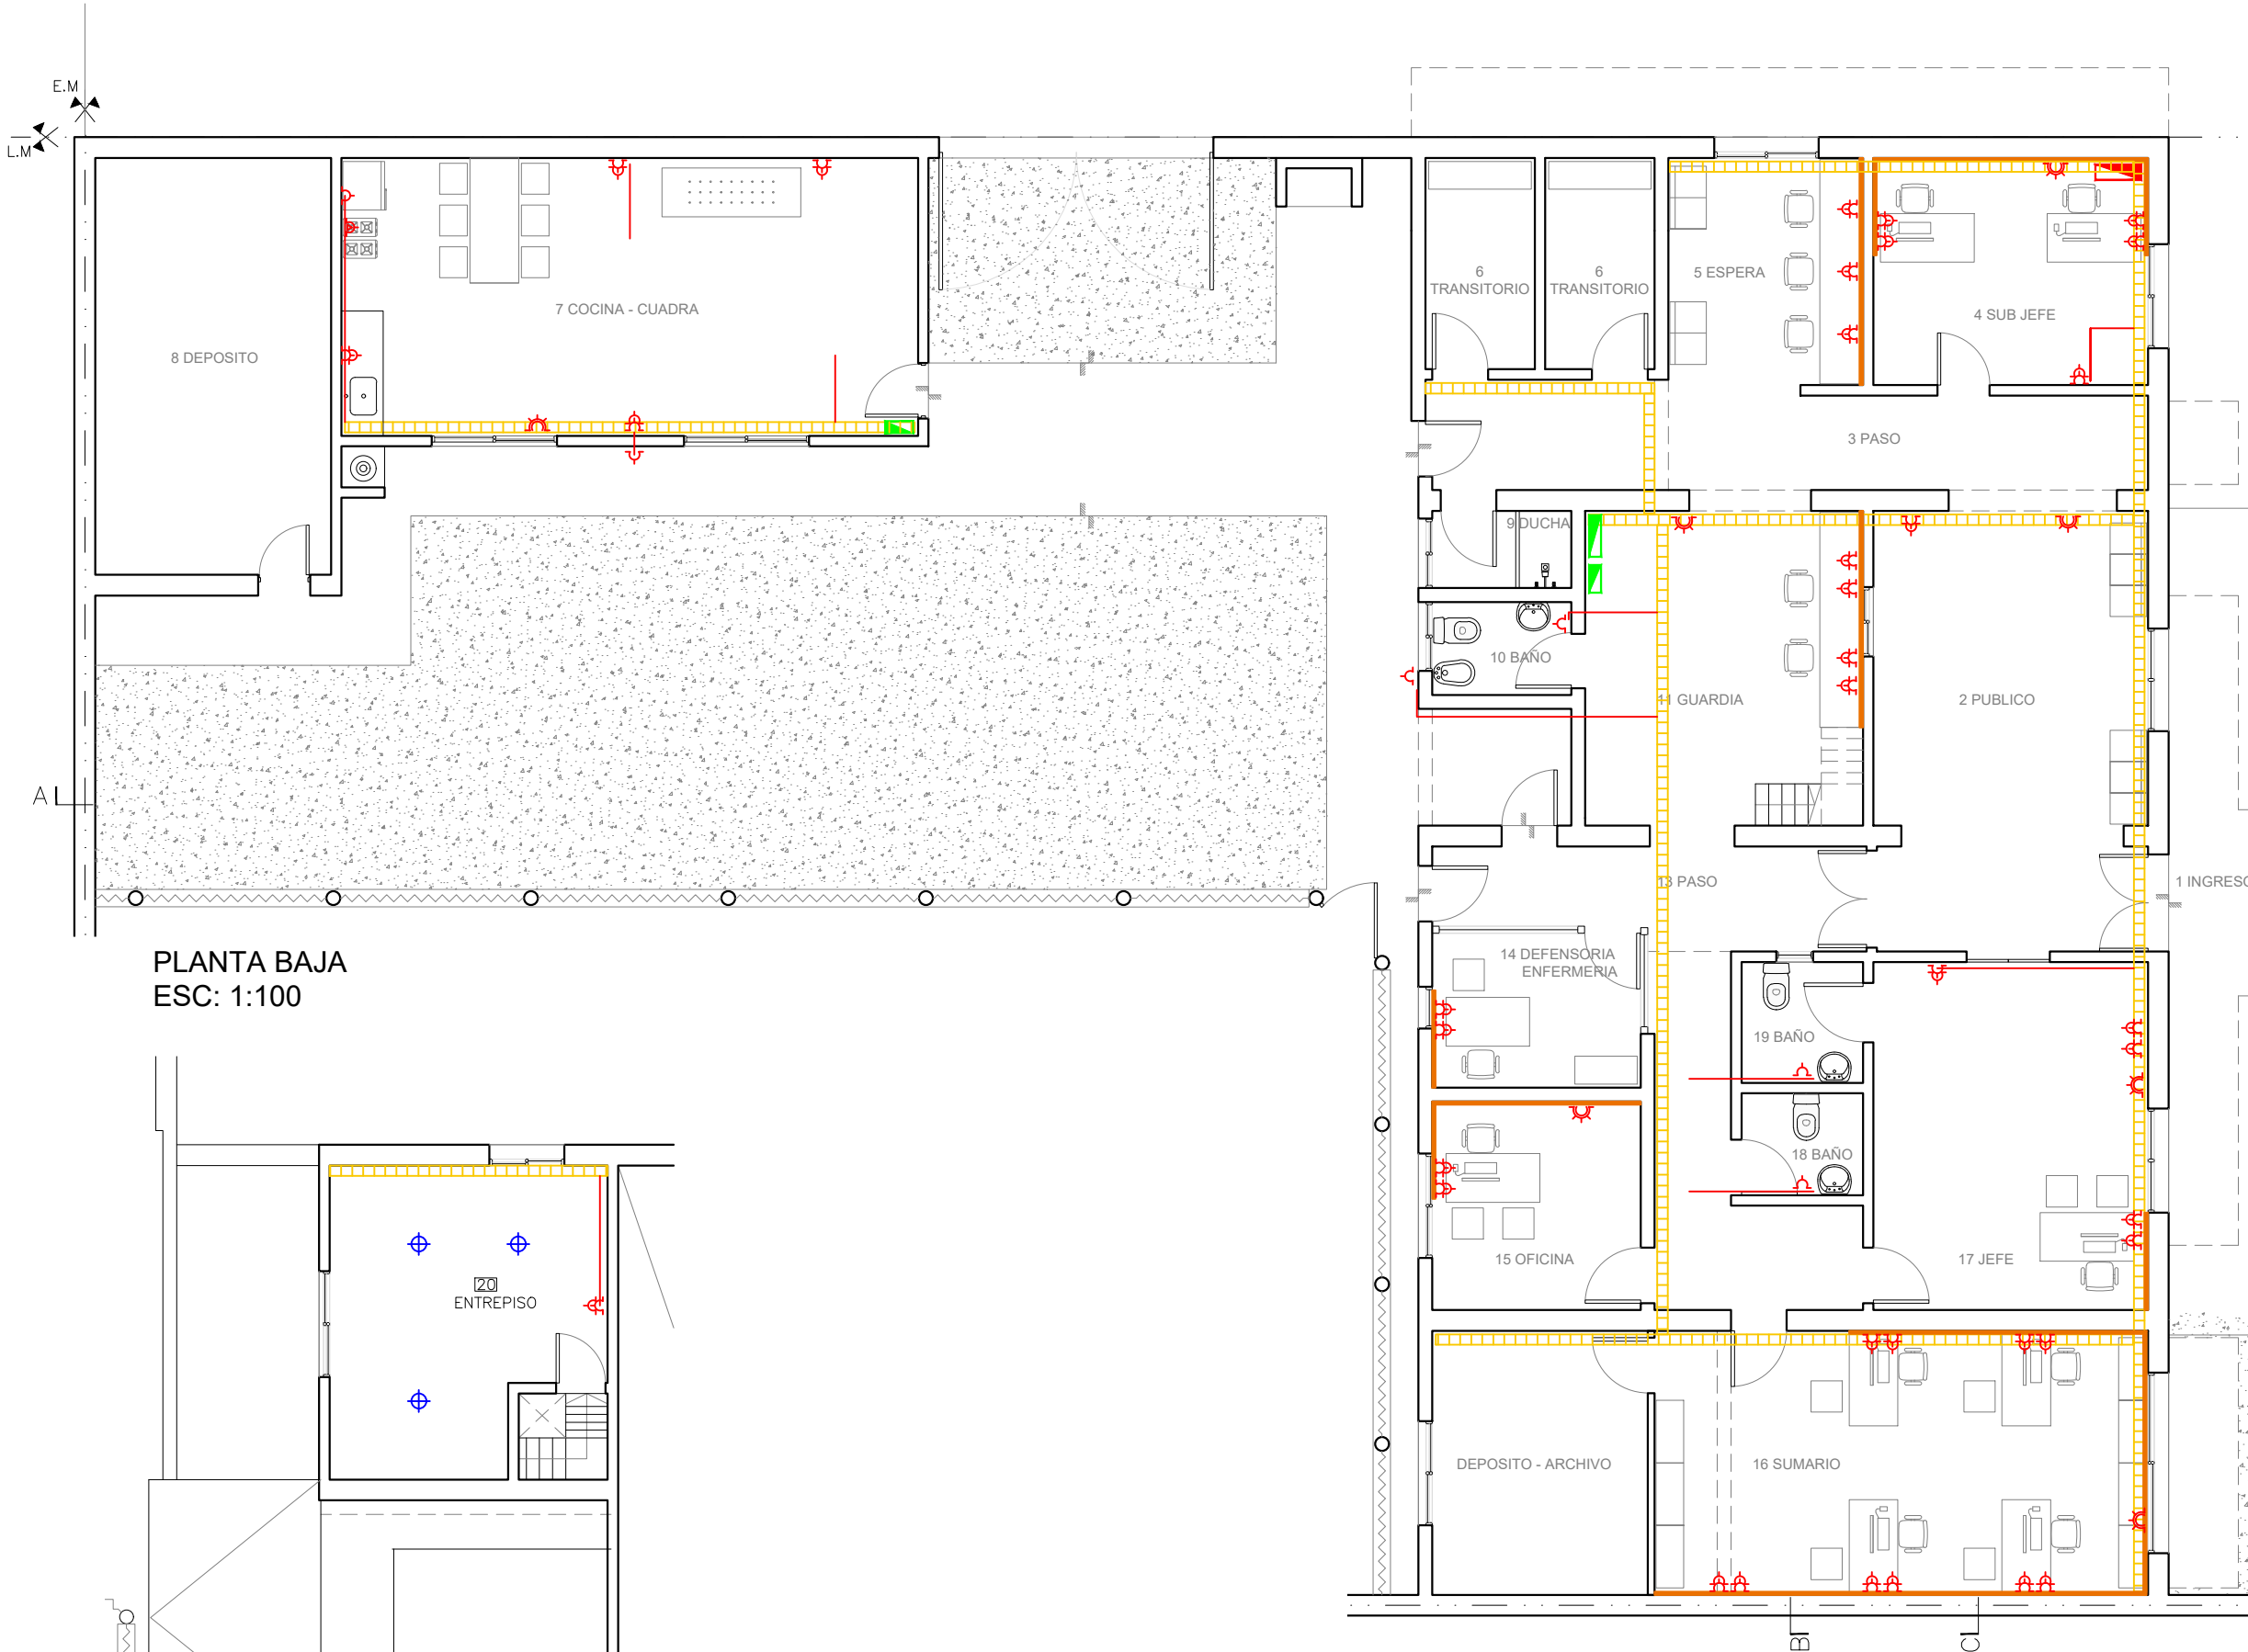 E.M
L.M
6
TRANSITORIO
6
TRANSITORIO
5 ESPERA
4 SUB JEFE
7 COCINA - CUADRA
8 DEPOSITO
3 PASO
9 DUCHA
10 BAÑO
11 GUARDIA
2 PUBLICO
A
13 PASO
1 INGRESO
14 DEFENSORIA
ENFERMERIA
PLANTA BAJA
ESC: 1:100
19 BAÑO
18 BAÑO
15 OFICINA
17 JEFE
20
ENTREPISO
DEPOSITO - ARCHIVO
16 SUMARIO
B
C